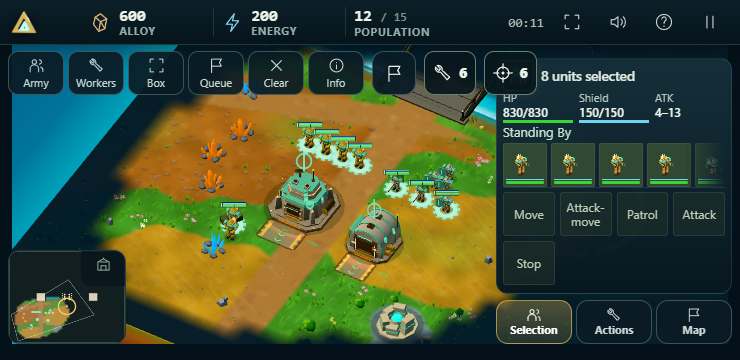 600
ALLOY
200
ENERGY
12 / 15
POPULATION
00:11
Army
Workers
Box
Queue
Clear
Info
6
6
8 units selected
HP
830/830
Shield
150/150
ATK
4–13
Standing By
Move
Attack-
move
Patrol
Attack
Stop
Selection
Actions
Map